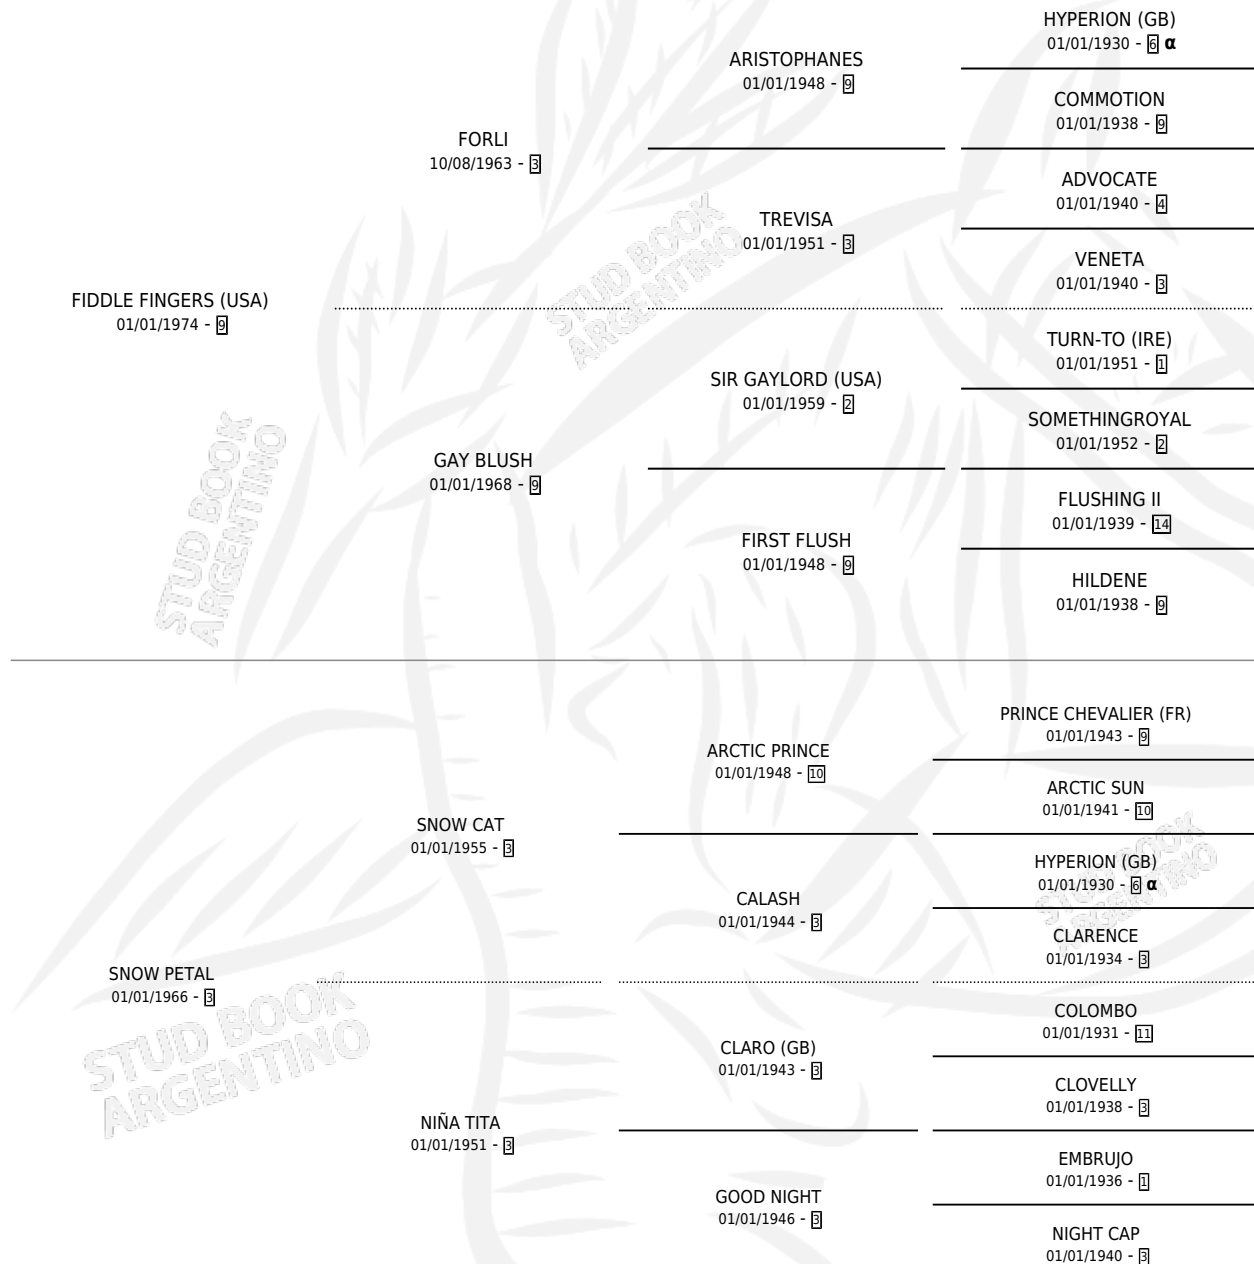 HYPERION (GB)
01/01/1930 - 6 α
ARISTOPHANES
01/01/1948 - 9
COMMOTION
01/01/1938 - 9
FORLI
10/08/1963 - 3
ADVOCATE
01/01/1940 - 4
TREVISA
01/01/1951 - 3
VENETA
01/01/1940 - 3
FIDDLE FINGERS (USA)
01/01/1974 - 9
TURN-TO (IRE)
01/01/1951 - 1
SIR GAYLORD (USA)
01/01/1959 - 2
SOMETHINGROYAL
01/01/1952 - 2
GAY BLUSH
01/01/1968 - 9
FLUSHING II
01/01/1939 - 14
FIRST FLUSH
01/01/1948 - 9
HILDENE
01/01/1938 - 9
PRINCE CHEVALIER (FR)
01/01/1943 - 9
ARCTIC PRINCE
01/01/1948 - 10
ARCTIC SUN
01/01/1941 - 10
SNOW CAT
01/01/1955 - 3
HYPERION (GB)
01/01/1930 - 6 α
CALASH
01/01/1944 - 3
CLARENCE
01/01/1934 - 3
SNOW PETAL
01/01/1966 - 3
COLOMBO
01/01/1931 - 11
CLARO (GB)
01/01/1943 - 3
CLOVELLY
01/01/1938 - 3
NIÑA TITA
01/01/1951 - 3
EMBRUJO
01/01/1936 - 1
GOOD NIGHT
01/01/1946 - 3
NIGHT CAP
01/01/1940 - 3
STUD BOOK
ARGENTINO
STUD BOOK
ARGENTINO
STUD BOOK
ARGENTINO
STUD BOOK
ARGENTINO